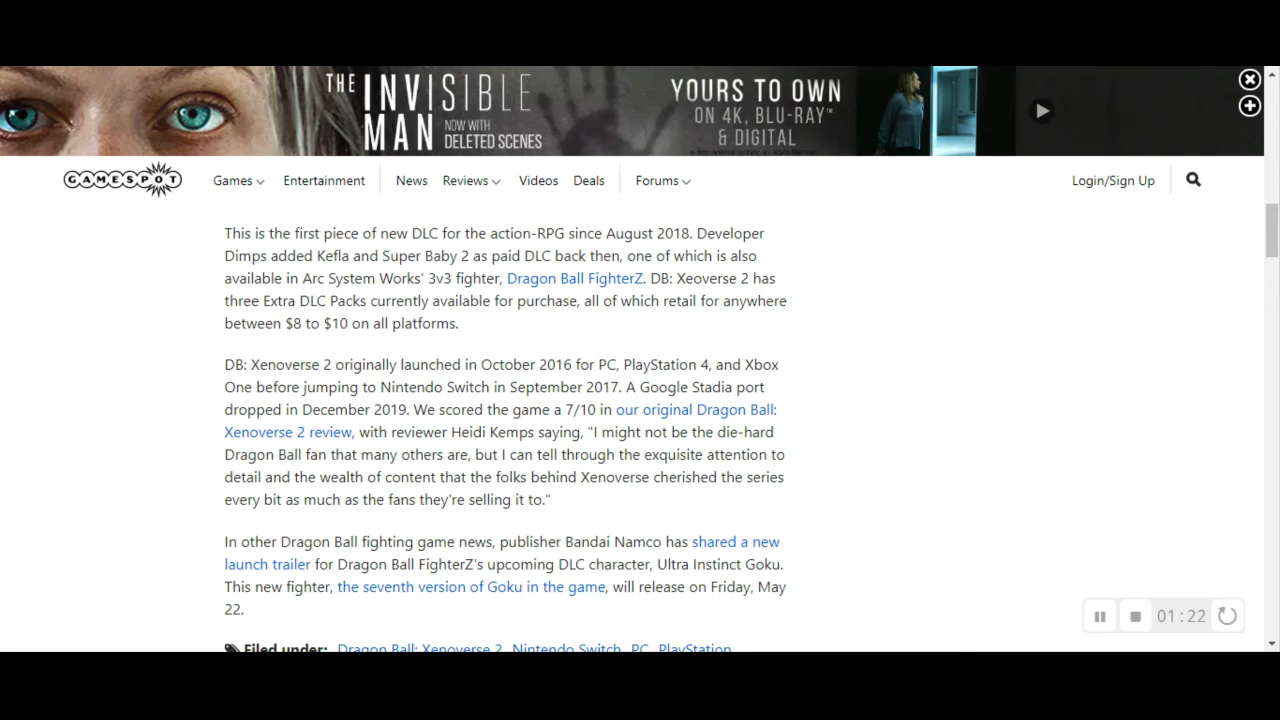 THE INVISIBLE MAN
NOW WITH
DELETED SCENES
YOURS TO OWN
ON 4K, BLU-RAY™
& DIGITAL
GAMESPOT
Games Entertainment News Reviews Videos Deals Forums Login/Sign Up
This is the first piece of new DLC for the action-RPG since August 2018. Developer
Dimps added Kefla and Super Baby 2 as paid DLC back then, one of which is also
available in Arc System Works' 3v3 fighter, Dragon Ball FighterZ. DB: Xeoverse 2 has
three Extra DLC Packs currently available for purchase, all of which retail for anywhere
between $8 to $10 on all platforms.
DB: Xenoverse 2 originally launched in October 2016 for PC, PlayStation 4, and Xbox
One before jumping to Nintendo Switch in September 2017. A Google Stadia port
dropped in December 2019. We scored the game a 7/10 in our original Dragon Ball:
Xenoverse 2 review, with reviewer Heidi Kemps saying, "I might not be the die-hard
Dragon Ball fan that many others are, but I can tell through the exquisite attention to
detail and the wealth of content that the folks behind Xenoverse cherished the series
every bit as much as the fans they're selling it to."
In other Dragon Ball fighting game news, publisher Bandai Namco has shared a new
launch trailer for Dragon Ball FighterZ's upcoming DLC character, Ultra Instinct Goku.
This new fighter, the seventh version of Goku in the game, will release on Friday, May
22.
01:22
Filed under: Dragon Ball: Xenoverse 2, Nintendo Switch, PC, PlayStation